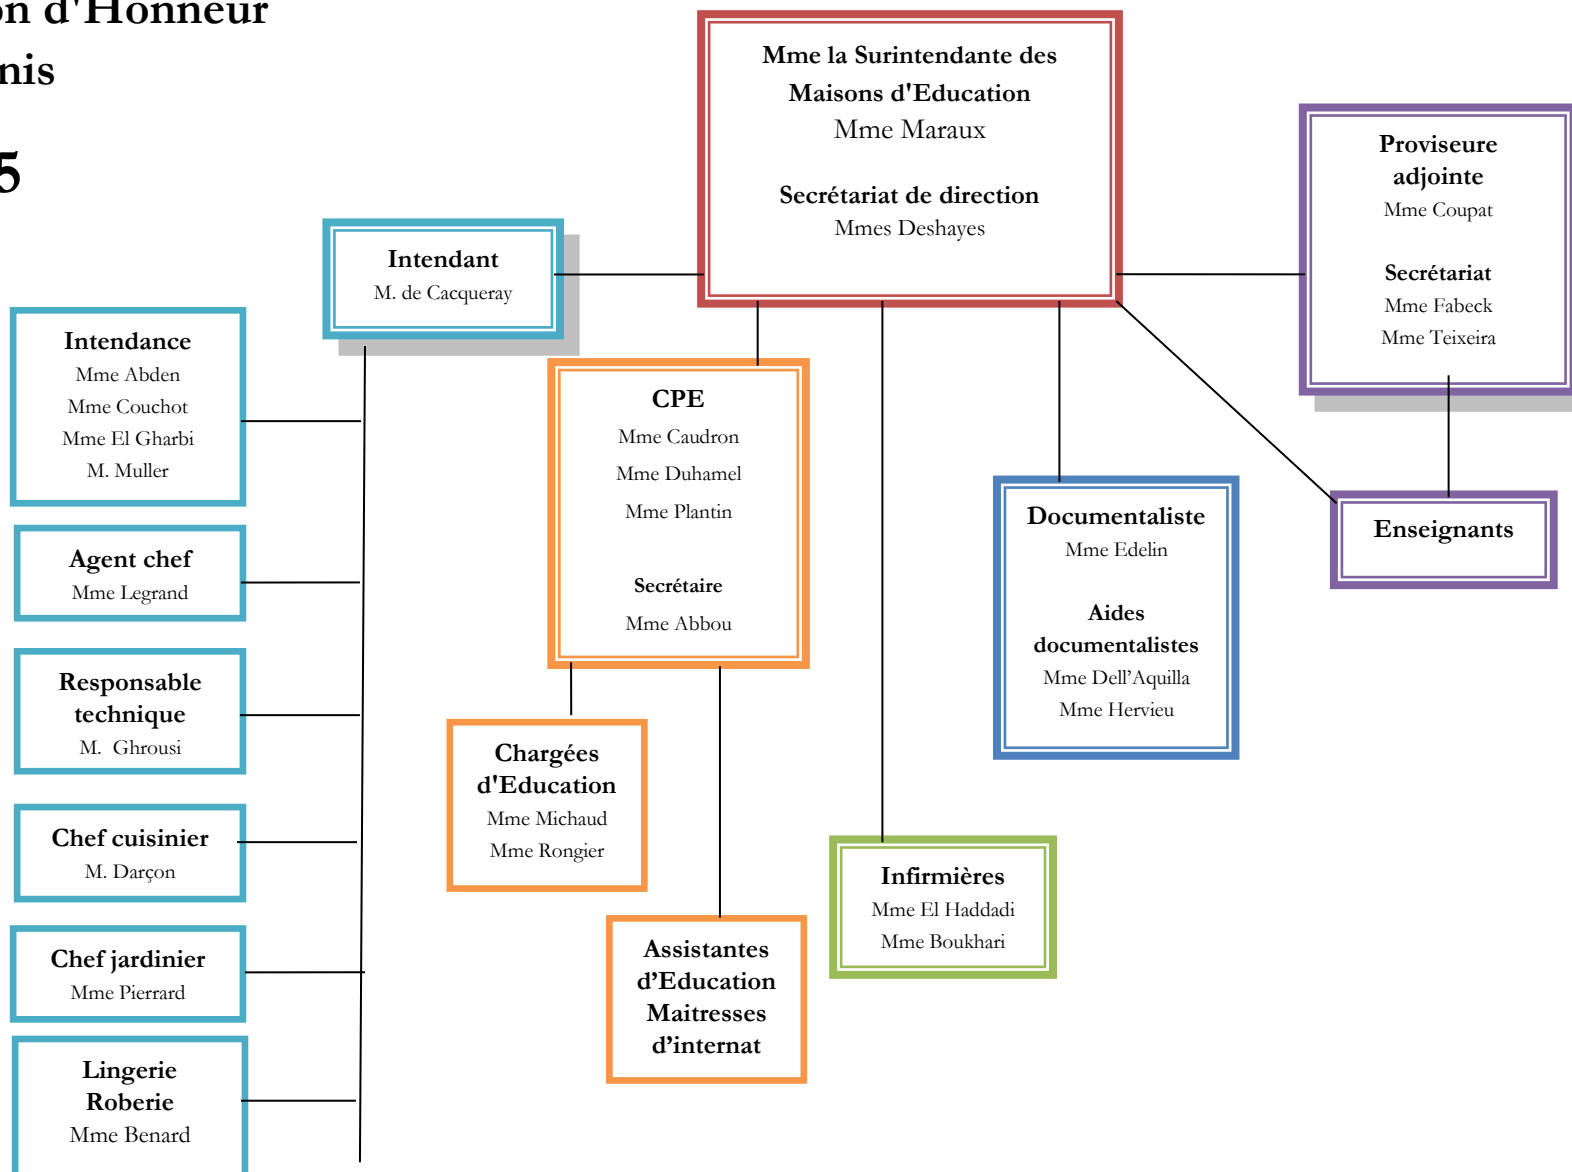 on d'Honneur
nis
5
Mme la Surintendante des
Maisons d'Education
Mme Maraux
Secrétariat de direction
Mmes Deshayes
Proviseure
adjointe
Mme Coupat
Secrétariat
Mme Fabeck
Mme Teixeira
Intendant
M. de Cacqueray
Intendance
Mme Abden
Mme Couchot
Mme El Gharbi
M. Muller
Agent chef
Mme Legrand
Responsable
technique
M.  Ghrousi
Chef cuisinier
M. Darçon
Chef jardinier
Mme Pierrard
Lingerie
Roberie
Mme Benard
CPE
Mme Caudron
Mme Duhamel
Mme Plantin
Secrétaire
Mme Abbou
Chargées
d'Education
Mme Michaud
Mme Rongier
Assistantes
d’Education
Maitresses
d’internat
Infirmières
Mme El Haddadi
Mme Boukhari
Documentaliste
Mme Edelin
Aides
documentalistes
Mme Dell’Aquilla
Mme Hervieu
Enseignants